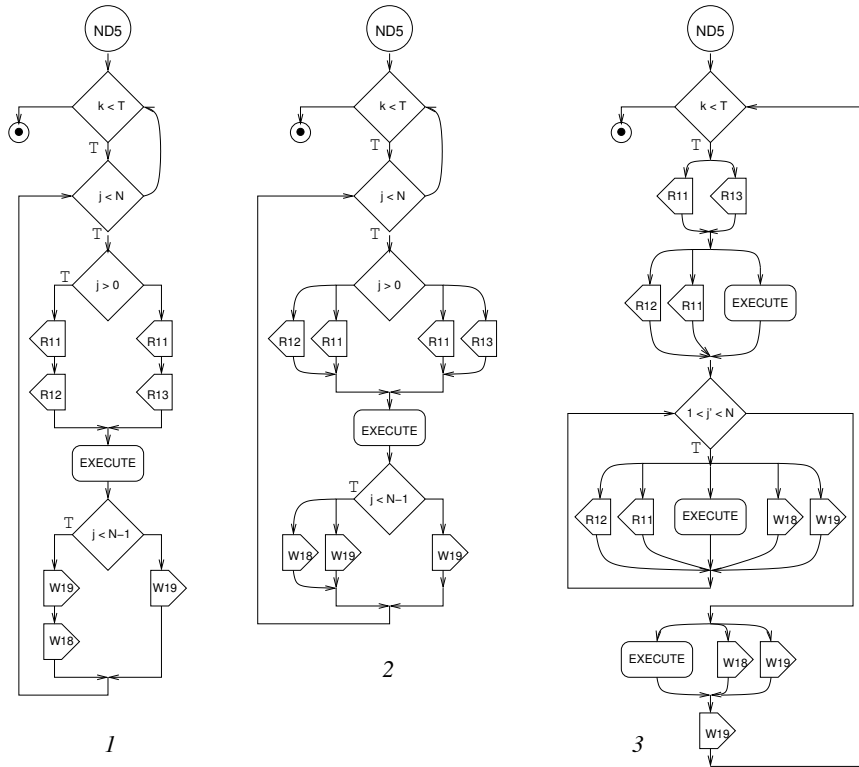 ND5
k < T
T
j < N
T
j > 0
T
R11
R11
R12
R13
EXECUTE
j < N−1
T
W19
W19
W18
1
ND5
k < T
T
j < N
T
j > 0
R12
R11
R11
R13
EXECUTE
j < N−1
T
W18
W19
W19
2
ND5
k < T
T
R11
R13
R12
R11
EXECUTE
1 < j' < N
T
R12
R11
EXECUTE
W18
W19
EXECUTE
W18
W19
W19
3